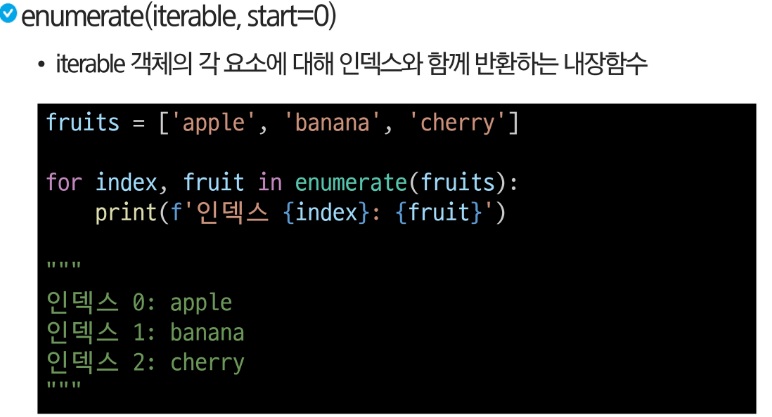 enumerate(iterable, start=0)
• iterable 객체의 각 요소에 대해 인덱스와 함께 반환하는 내장함수
fruits = ['apple', 'banana', 'cherry']
for index, fruit in enumerate(fruits):
    print(f'인덱스 {index}: {fruit}')
"""
인덱스 0: apple
인덱스 1: banana
인덱스 2: cherry
"""